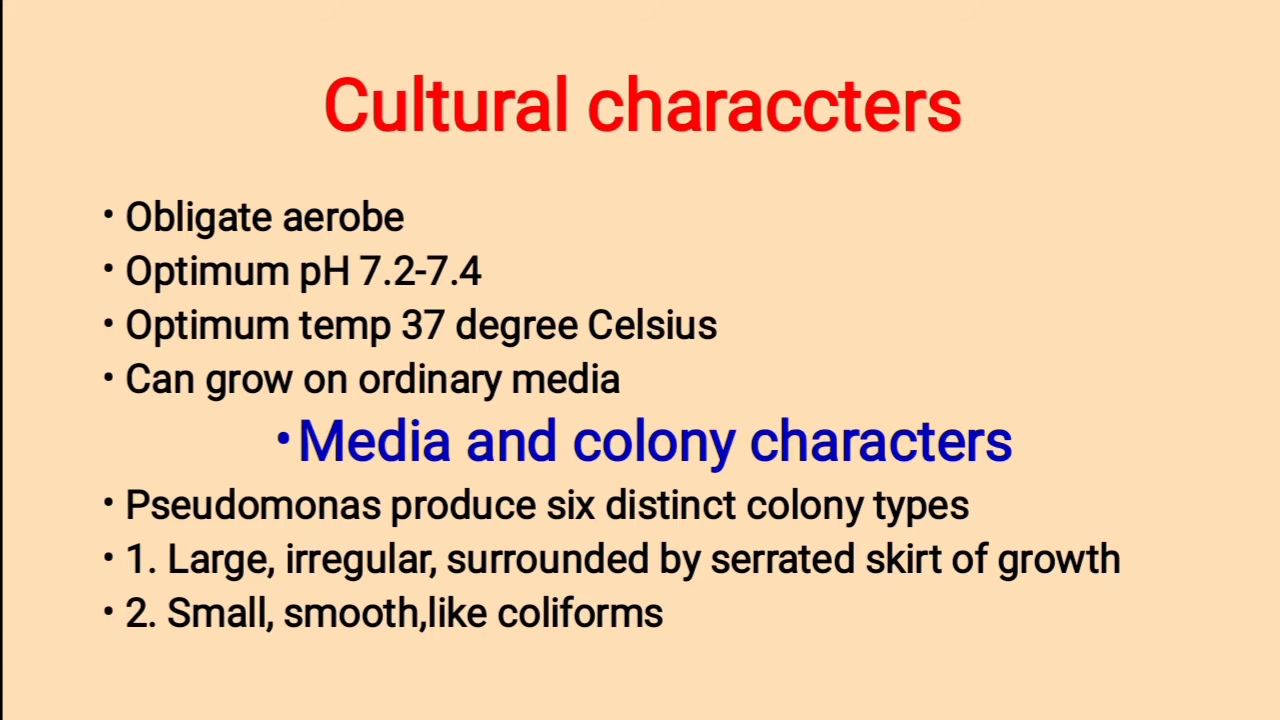 Cultural characcters
• Obligate aerobe
• Optimum pH 7.2-7.4
• Optimum temp 37 degree Celsius
• Can grow on ordinary media
• Media and colony characters
• Pseudomonas produce six distinct colony types
• 1. Large, irregular, surrounded by serrated skirt of growth
• 2. Small, smooth,like coliforms